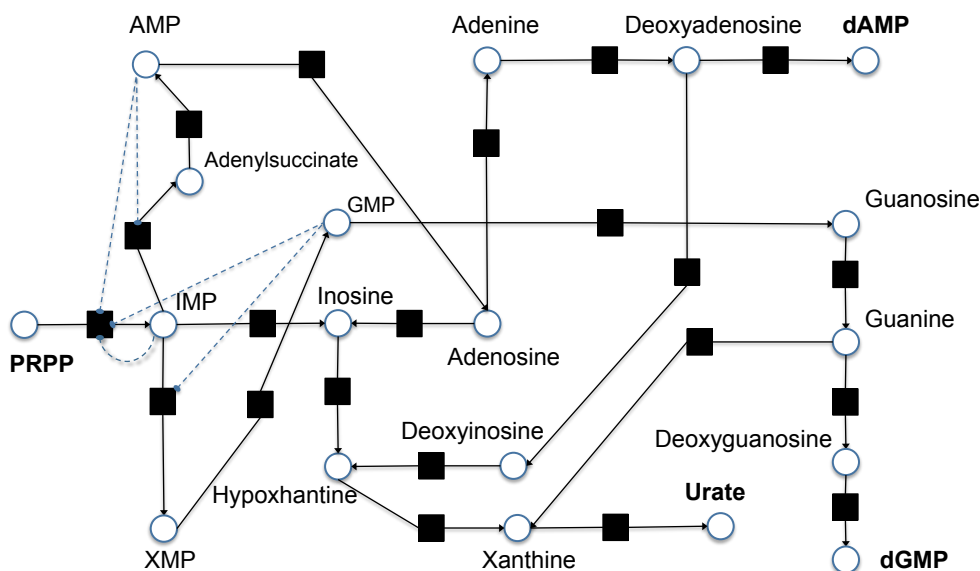 AMP
Adenine
Deoxyadenosine
dAMP
Adenylsuccinate
GMP
Guanosine
IMP
Inosine
PRPP
Adenosine
Guanine
Deoxyinosine
Deoxyguanosine
Hypoxhantine
Urate
XMP
Xanthine
dGMP